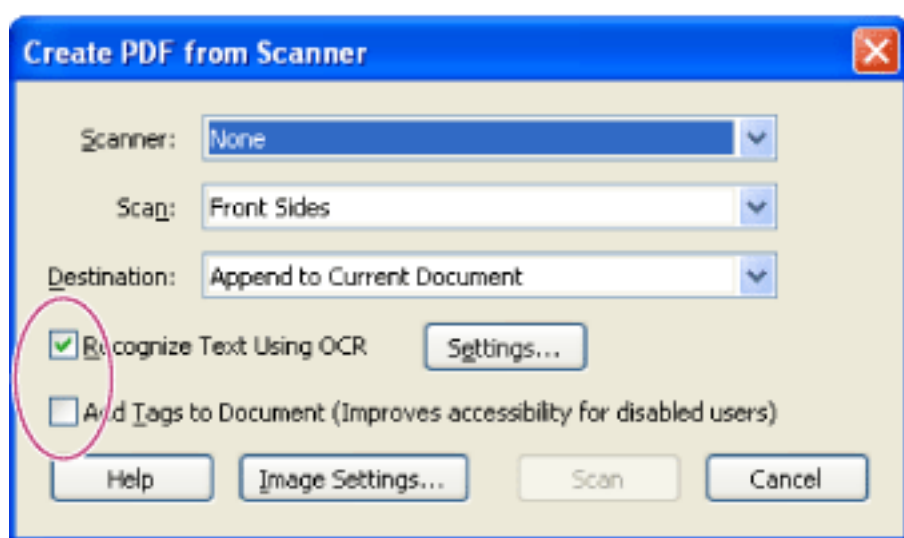 Create PDF from Scanner
Scanner: None
Scan: Front Sides
Destination: Append to Current Document
Recognize Text Using OCR Settings...
Add Tags to Document (Improves accessibility for disabled users)
Help Image Settings... Scan Cancel